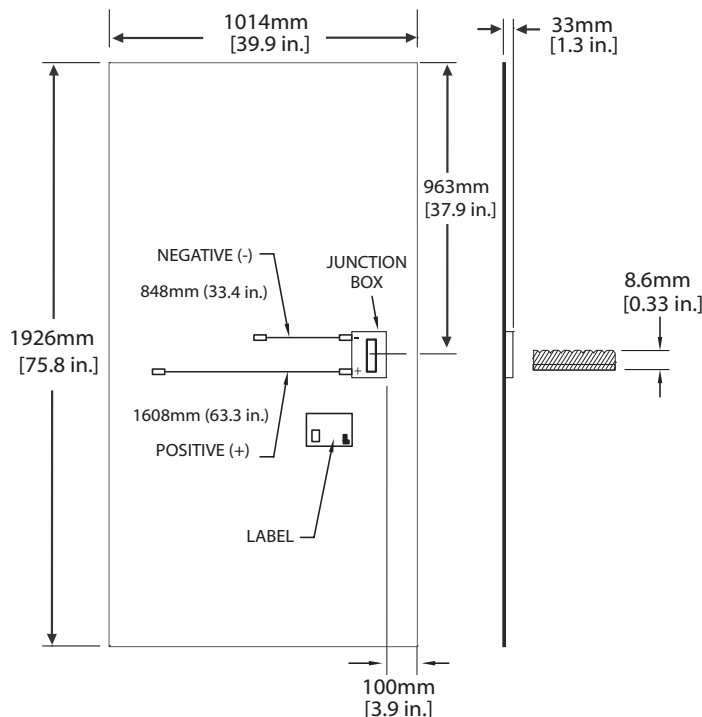 1014mm
[39.9 in.]
33mm
[1.3 in.]
963mm
[37.9 in.]
NEGATIVE (-)
848mm (33.4 in.)
JUNCTION
BOX
8.6mm
[0.33 in.]
1926mm
[75.8 in.]
-
+
1608mm (63.3 in.)
POSITIVE (+)
LABEL
100mm
[3.9 in.]